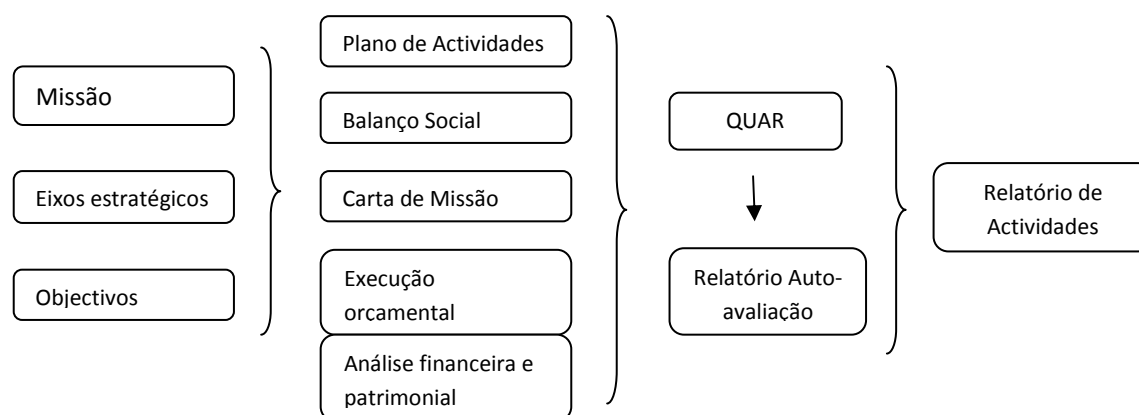 Missão
Eixos estratégicos
Objectivos
Plano de Actividades
Balanço Social
Carta de Missão
Execução
orcamental
Análise financeira e
patrimonial
QUAR
Relatório Auto-
avaliação
Relatório de
Actividades